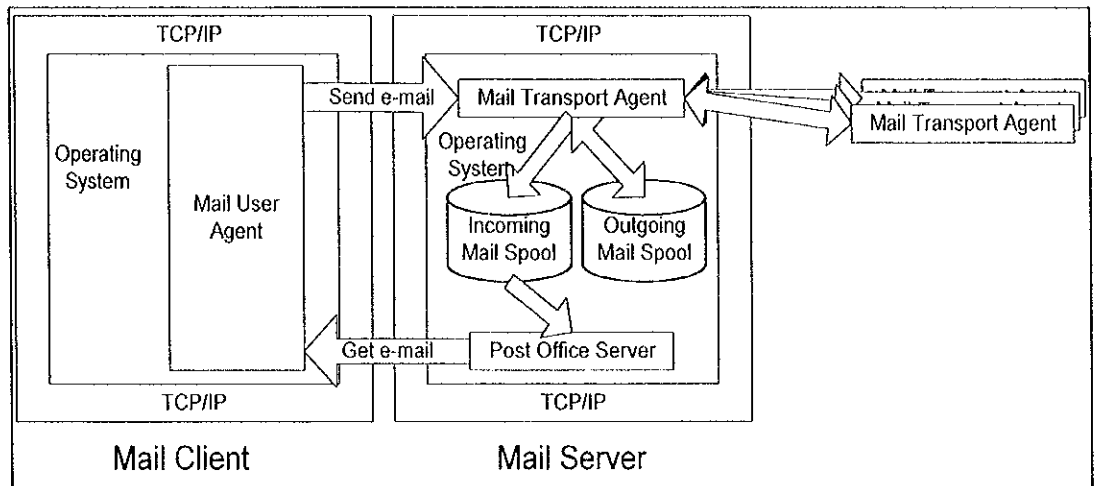 TCP/IP
TCP/IP
Send e-mail
Mail Transport Agent
Mail Transport Agent
Operating
System
Operating
System
Mail User
Agent
Incoming
Mail Spool
Outgoing
Mail Spool
Get e-mail
Post Office Server
TCP/IP
TCP/IP
Mail Client
Mail Server